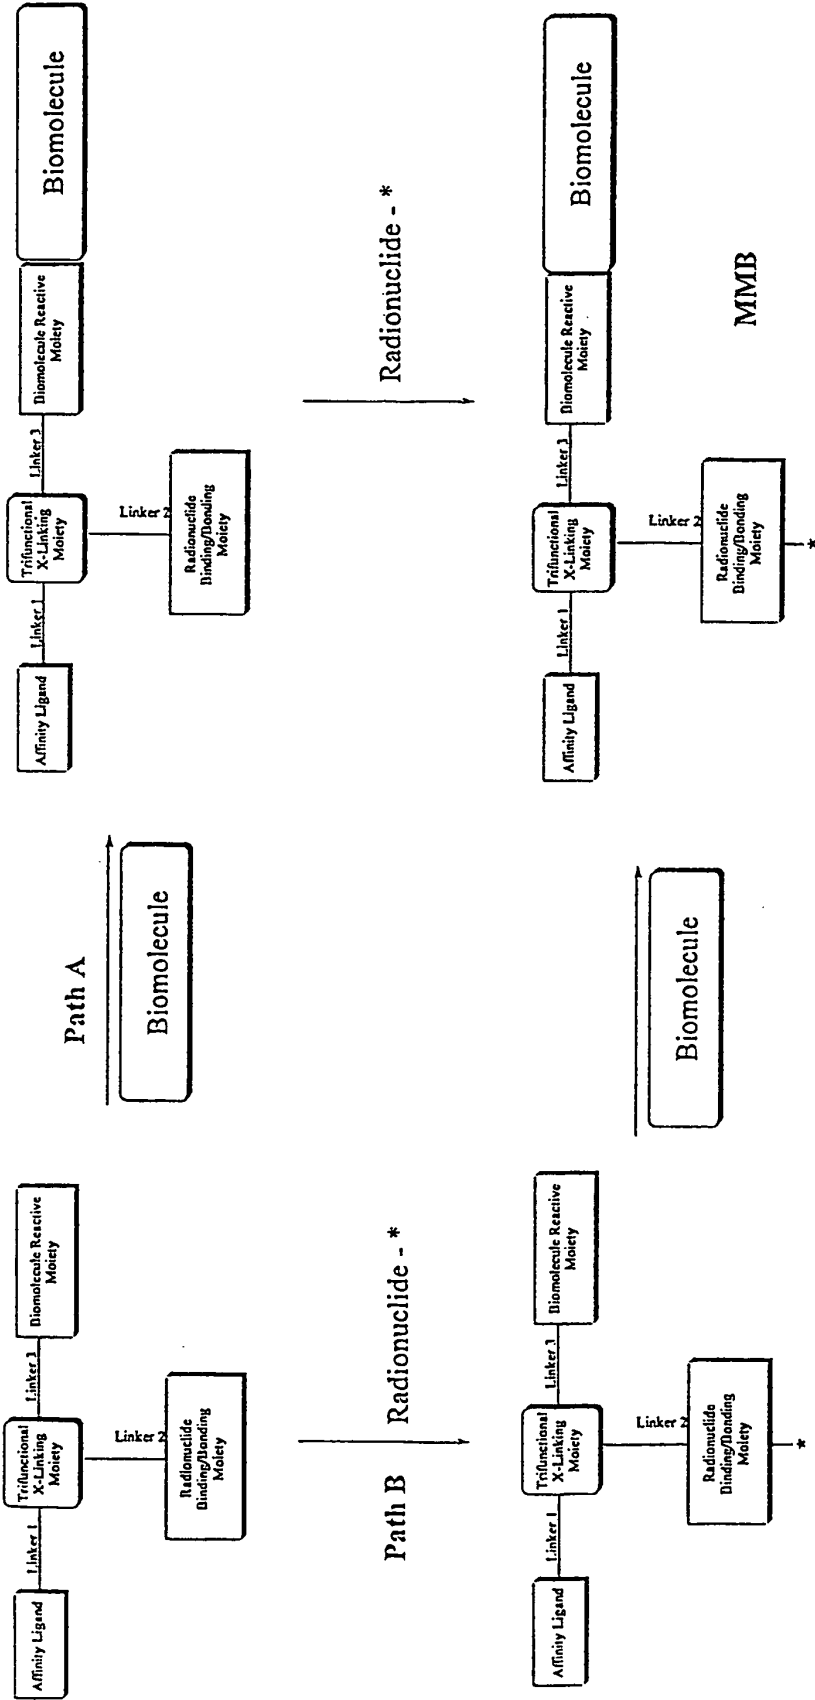 Affinity Ligand
Linker 1
Trifunctional
X-Linking
Moiety
Linker 3
Biomolecule Reactive
Moiety
Linker 2
Radionuclide
Binding/Bonding
Moiety
Path A
Biomolecule
Affinity Ligand
Linker 1
Trifunctional
X-Linking
Moiety
Linker 3
Biomolecule Reactive
Moiety
Biomolecule
Linker 2
Radionuclide
Binding/Bonding
Moiety
Path B
Radionuclide - *
Radionuclide - *
Affinity Ligand
Linker 1
Trifunctional
X-Linking
Moiety
Linker 3
Biomolecule Reactive
Moiety
Linker 2
Radionuclide
Binding/Bonding
Moiety
*
Biomolecule
Affinity Ligand
Linker 1
Trifunctional
X-Linking
Moiety
Linker 3
Biomolecule Reactive
Moiety
Biomolecule
Linker 2
Radionuclide
Binding/Bonding
Moiety
*
MMB